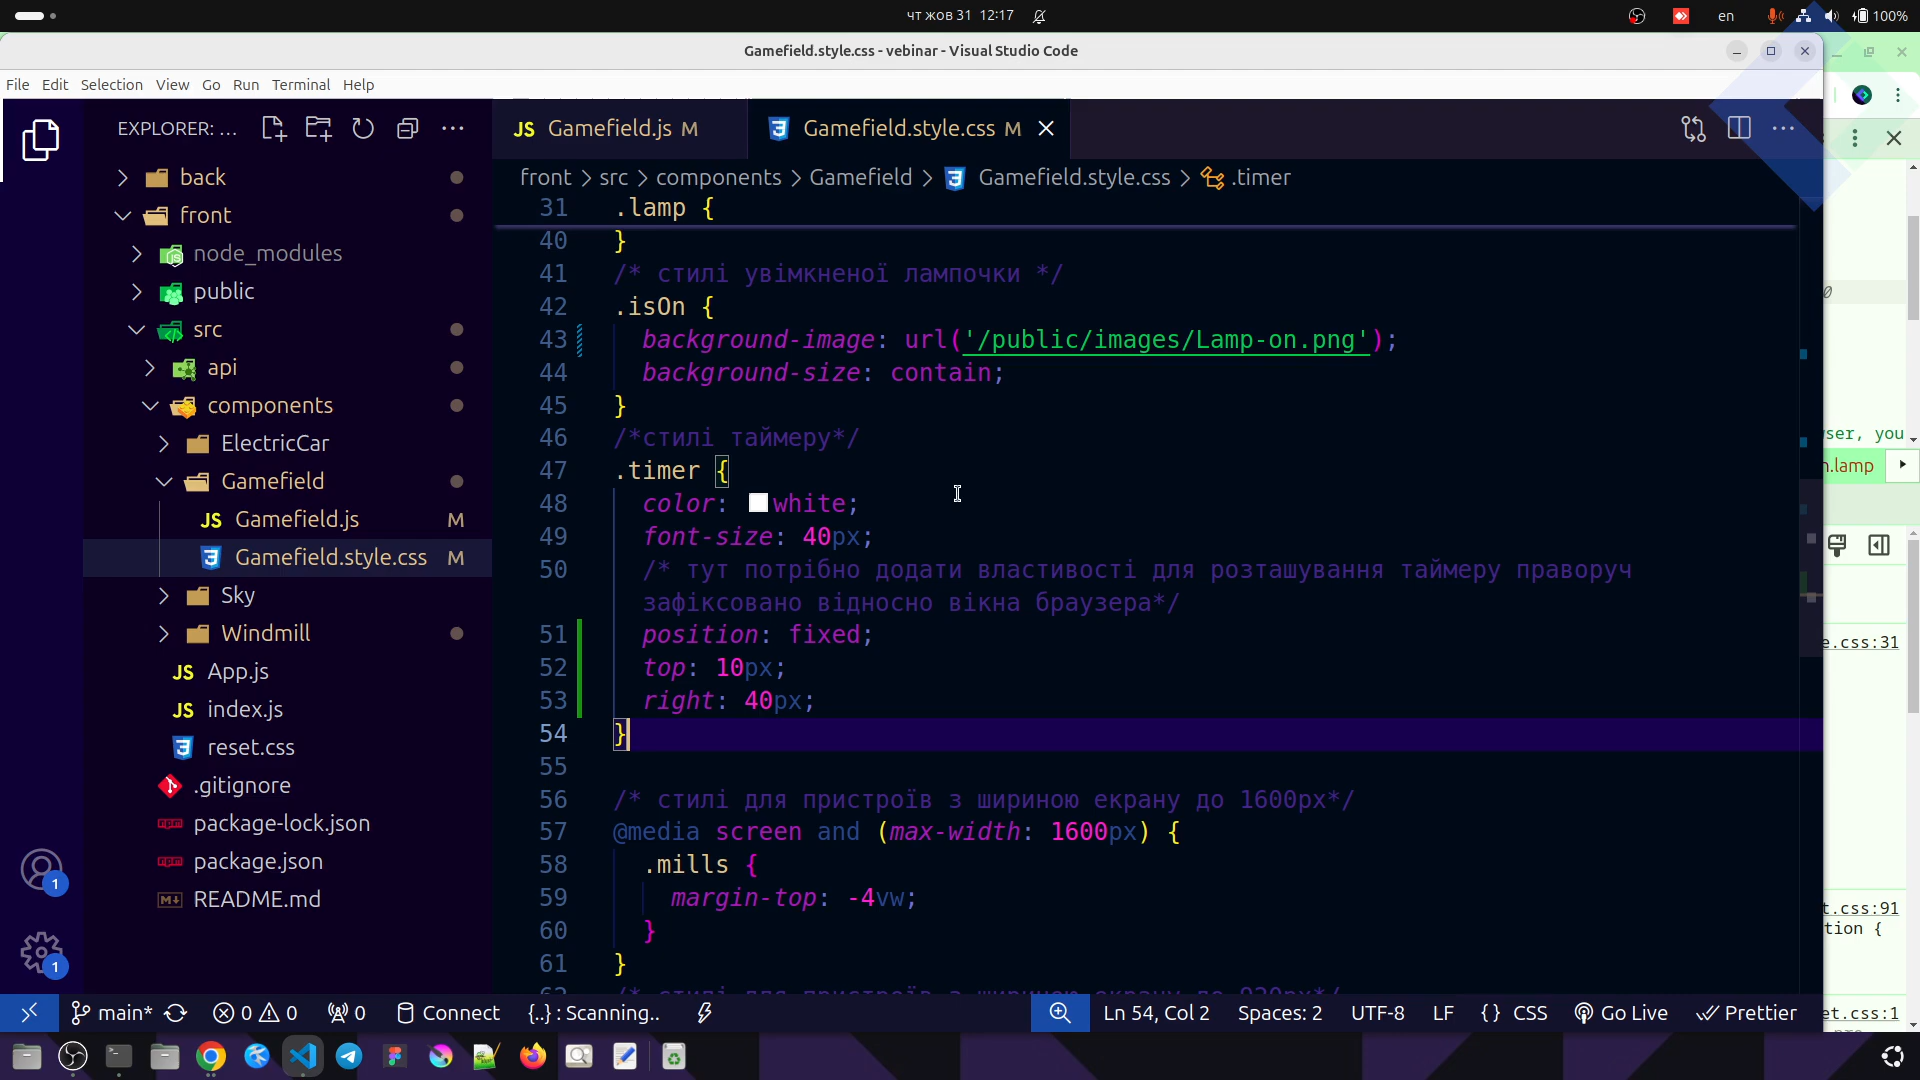 чт жов 31 12:17
en
100%
Gamefield.style.css - vebinar - Visual Studio Code
File Edit Selection View Go Run Terminal Help
EXPLORER: ...
JS Gamefield.js M
Gamefield.style.css M
front > src > components > Gamefield > Gamefield.style.css > .timer
back
front
node_modules
public
src
api
components
ElectricCar
Gamefield
JS Gamefield.js M
Gamefield.style.css M
Sky
Windmill
JS App.js
JS index.js
reset.css
.gitignore
package-lock.json
package.json
README.md
31 .lamp {
40 }
41 /* стилі увімкненої лампочки */
42 .isOn {
43 background-image: url('/public/images/Lamp-on.png');
44 background-size: contain;
45 }
46 /*стилі таймеру*/
47 .timer {
48 color: white;
49 font-size: 40px;
50 /* тут потрібно додати властивості для розташування таймеру праворуч
зафіксовано відносно вікна браузера*/
51 position: fixed;
52 top: 10px;
53 right: 40px;
54 }
55
56 /* стилі для пристроїв з шириною екрану до 1600px*/
57 @media screen and (max-width: 1600px) {
58 .mills {
59 margin-top: -4vw;
60 }
61 }
ser, you
n.lamp
e.css:31
t.css:91
tion {
et.css:1
1
1
main* 0 0 0 Connect {..} : Scanning.. Ln 54, Col 2 Spaces: 2 UTF-8 LF {} CSS Go Live Prettier